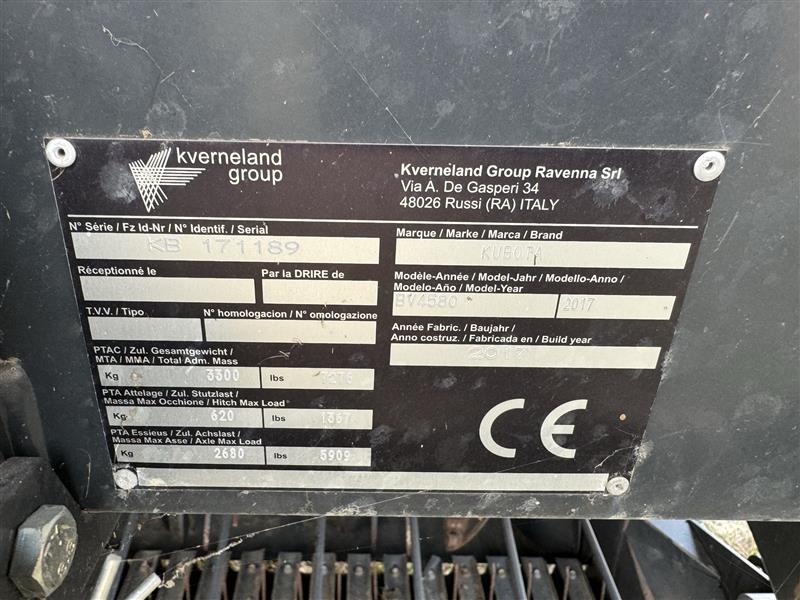 kverneland
group
Kverneland Group Ravenna Srl
Via A. De Gasperi 34
48026 Russi (RA) ITALY
N° Série / Fz Id-Nr / N° Identif. / Serial
KB 171189
Réceptionné le
Par la DRIRE de
T.V.V. / Tipo
N° homologacion / N° omologazione
PTAC / Zul. Gesamtgewicht /
MTA / MMA / Total Adm. Mass
Kg 3300 lbs 7276
PTA Attelage / Zul. Stutzlast /
Massa Max Occhione / Hitch Max Load
Kg 620 lbs 1367
PTA Essieus / Zul. Achslast /
Massa Max Asse / Axle Max Load
Kg 2680 lbs 5909
Marque / Marke / Marca / Brand
KUBOTA
Modèle-Année / Model-Jahr / Modello-Anno /
Modelo-Año / Model-Year
BV4580 2017
Année Fabric. / Baujahr /
Anno costruz. / Fabricada en / Build year
2017
CE